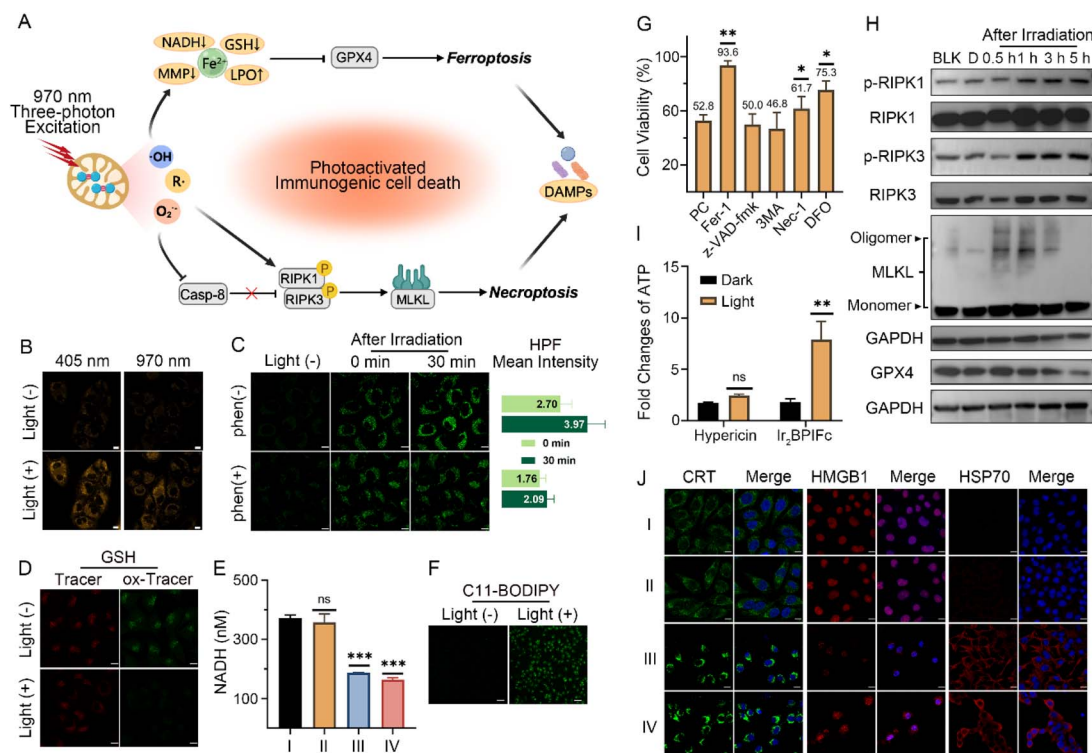 A
NADH↓
GSH↓
Fe²⁺
MMP↓
LPO↑
GPX4
Ferroptosis
970 nm
Three-photon
Excitation
·OH
R·
O₂·⁻
Photoactivated
Immunogenic cell death
DAMPs
Casp-8
RIPK1
P
RIPK3
P
MLKL
Necroptosis
B
405 nm
970 nm
Light (-)
Light (+)
C
Light (-)
After Irradiation
0 min
30 min
HPF
Mean Intensity
phen(-)
phen(+)
2.70
3.97
0 min
30 min
1.76
2.09
D
GSH
Tracer
ox-Tracer
Light (-)
Light (+)
E
NADH (nM)
450
300
150
ns
***
***
I
II
III
IV
F
C11-BODIPY
Light (-)
Light (+)
G
Cell Viability (%)
100
60
20
52.8
**
93.6
50.0
46.8
*
61.7
*
75.3
PC
Fer-1
z-VAD-fmk
3MA
Nec-1
DFO
H
After Irradiation
BLK D 0.5 h 1 h 3 h 5 h
p-RIPK1
RIPK1
p-RIPK3
RIPK3
Oligomer
MLKL
Monomer
GAPDH
GPX4
GAPDH
I
Fold Changes of ATP
15
10
5
0
Dark
Light
ns
**
Hypericin
Ir₂BPIFc
J
CRT
Merge
HMGB1
Merge
HSP70
Merge
I
II
III
IV